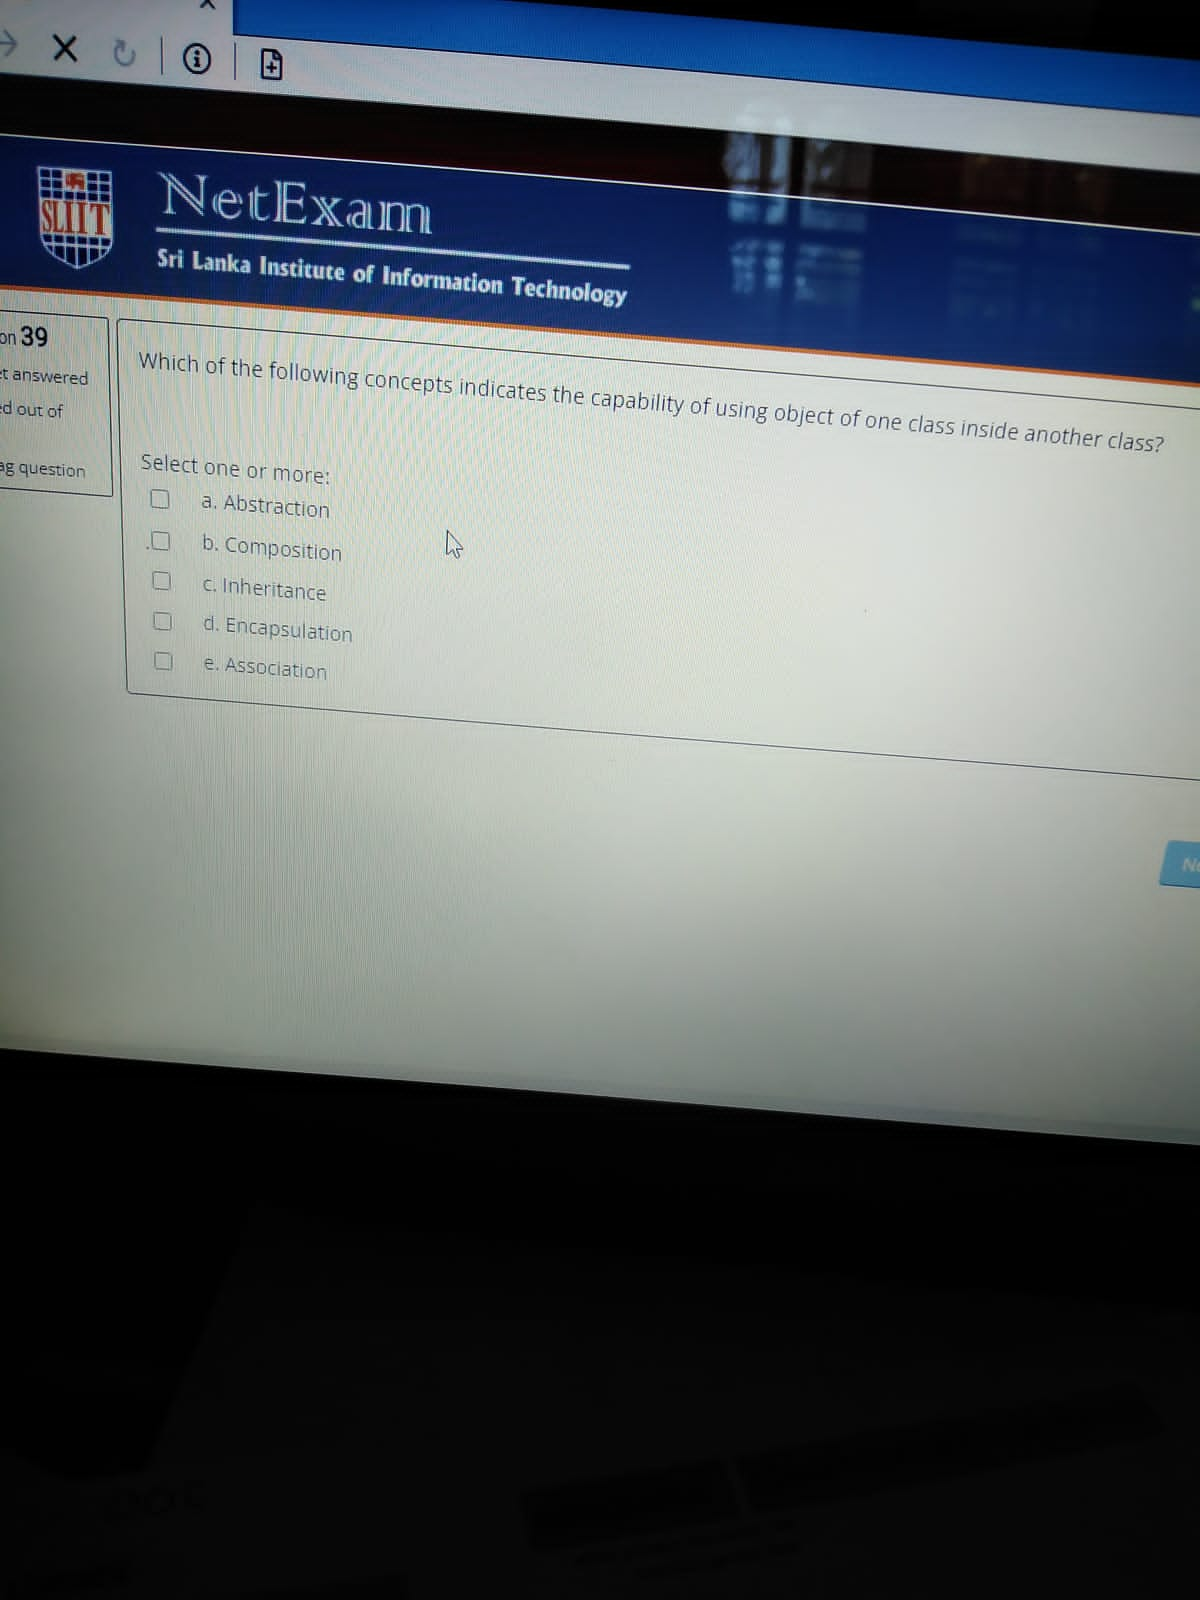 SLIIT
NetExam
Sri Lanka Institute of Information Technology
on 39
et answered
ed out of
ag question
Which of the following concepts indicates the capability of using object of one class inside another class?
Select one or more:
a. Abstraction
b. Composition
c. Inheritance
d. Encapsulation
e. Association